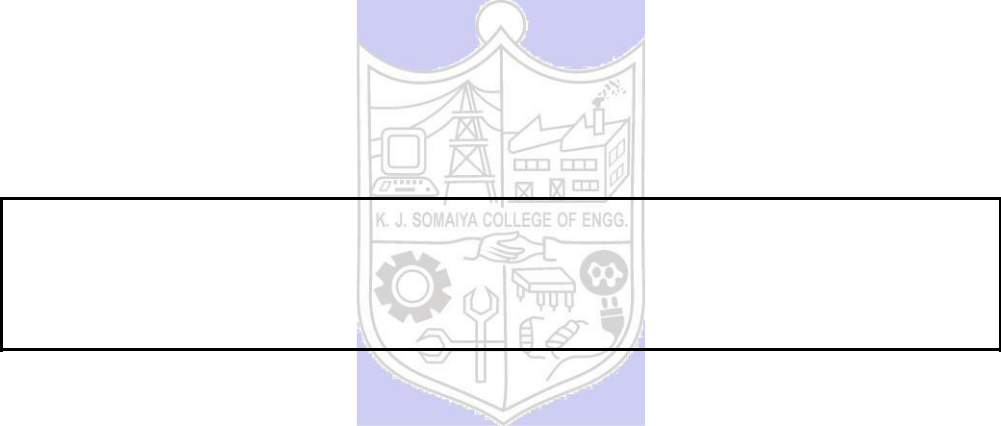 K. J. SOMAIYA COLLEGE OF ENGG.